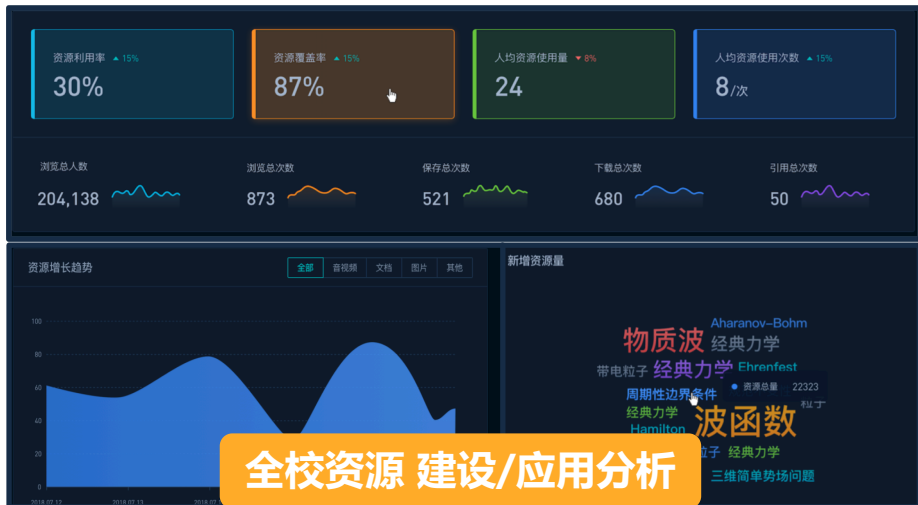 资源利用率 ▲ 15%
30%
资源覆盖率 ▲ 15%
87%
人均资源使用量 ▼ 8%
24
人均资源使用次数 ▲ 15%
8/次
浏览总人数
204,138
浏览总次数
873
保存总次数
521
下载总次数
680
引用总次数
50
资源增长趋势
全部 音视频 文档 图片 其他
100
80
60
40
20
0
2018.07.12 2018.07.13
新增资源量
Aharanov-Bohm
物质波 经典力学
带电粒子 经典力学 Ehrenfest
资源总量 22323
周期性边界条件
粒子
经典力学
波函数
Hamilton
粒子 经典力学
三维简单势场问题
全校资源 建设/应用分析